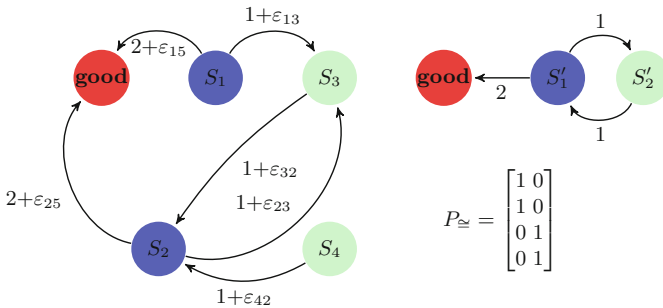 1+ε₁₃
2+ε₁₅
good
S₁
S₃
1
good
S′₁
S′₂
2
1
1+ε₃₂
1+ε₂₃
2+ε₂₅
S₂
S₄
1+ε₄₂
P≅ =
1 0
1 0
0 1
0 1